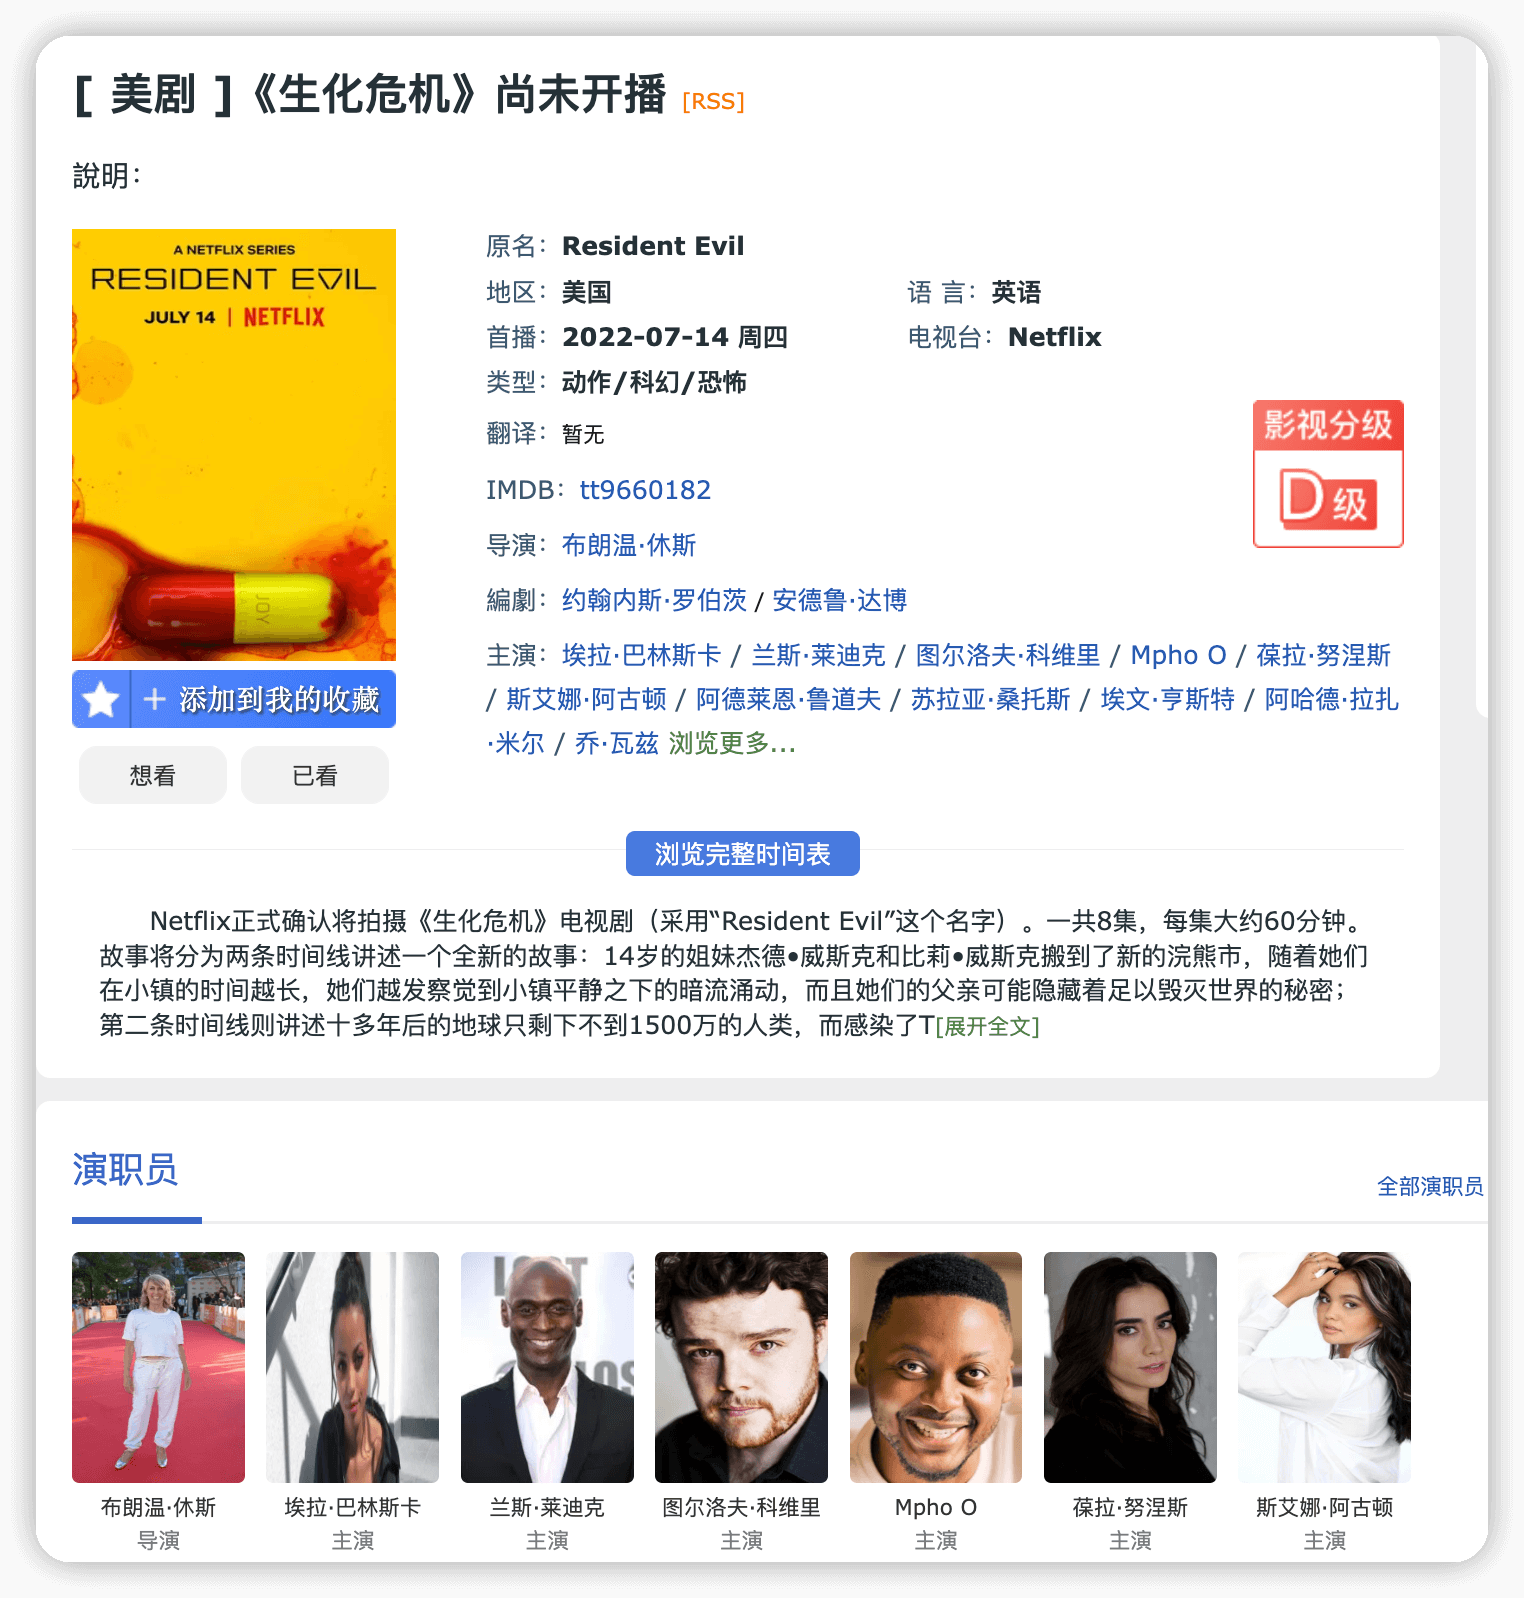 [ 美剧 ]《生化危机》尚未开播 [RSS]
說明：
A NETFLIX SERIES
RESIDENT EVIL
JULY 14 | NETFLIX
JOY
原名： Resident Evil
地区： 美国
语 言： 英语
首播： 2022-07-14 周四
电视台： Netflix
类型： 动作/科幻/恐怖
翻译： 暂无
IMDB： tt9660182
导演： 布朗温·休斯
編劇： 约翰内斯·罗伯茨 / 安德鲁·达博
主演： 埃拉·巴林斯卡 / 兰斯·莱迪克 / 图尔洛夫·科维里 / Mpho O / 葆拉·努涅斯
/ 斯艾娜·阿古顿 / 阿德莱恩·鲁道夫 / 苏拉亚·桑托斯 / 埃文·亨斯特 / 阿哈德·拉扎
·米尔 / 乔·瓦兹 浏览更多...
影视分级
D级
+ 添加到我的收藏
想看
已看
浏览完整时间表
Netflix正式确认将拍摄《生化危机》电视剧（采用“Resident Evil”这个名字）。一共8集，每集大约60分钟。
故事将分为两条时间线讲述一个全新的故事：14岁的姐妹杰德•威斯克和比莉•威斯克搬到了新的浣熊市，随着她们
在小镇的时间越长，她们越发察觉到小镇平静之下的暗流涌动，而且她们的父亲可能隐藏着足以毁灭世界的秘密；
第二条时间线则讲述十多年后的地球只剩下不到1500万的人类，而感染了T[展开全文]
演职员
全部演职员
LOST
LOS
布朗温·休斯
导演
埃拉·巴林斯卡
主演
兰斯·莱迪克
主演
图尔洛夫·科维里
主演
Mpho O
主演
葆拉·努涅斯
主演
斯艾娜·阿古顿
主演